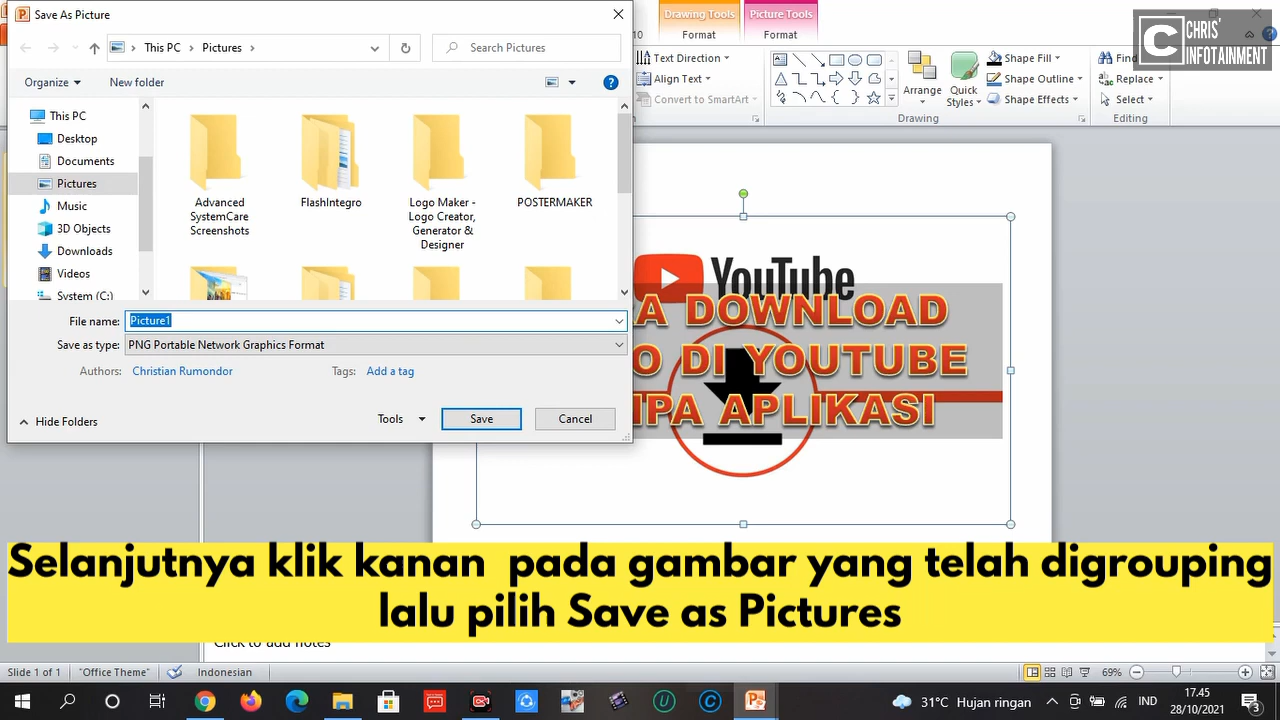 Save As Picture
This PC
Pictures
Search Pictures
Organize
New folder
This PC
Desktop
Documents
Pictures
Music
3D Objects
Downloads
Videos
System (C:)
Advanced
SystemCare
Screenshots
FlashIntegro
Logo Maker -
Logo Creator,
Generator &
Designer
POSTERMAKER
File name:
Picture1
Save as type:
PNG Portable Network Graphics Format
Authors:
Christian Rumondor
Tags:
Add a tag
Hide Folders
Tools
Save
Cancel
Drawing Tools
Picture Tools
Format
Format
C
CHRIS'
INFOTAINMENT
Text Direction
Align Text
Convert to SmartArt
Arrange
Quick
Styles
Shape Fill
Shape Outline
Shape Effects
Drawing
Find
Replace
Select
Editing
YouTube
A DOWNLOAD
O DI YOUTUBE
PA APLIKASI
Selanjutnya klik kanan pada gambar yang telah digrouping
lalu pilih Save as Pictures
Click to add notes
Slide 1 of 1
"Office Theme"
Indonesian
69%
31°C Hujan ringan
IND
17.45
28/10/2021
3